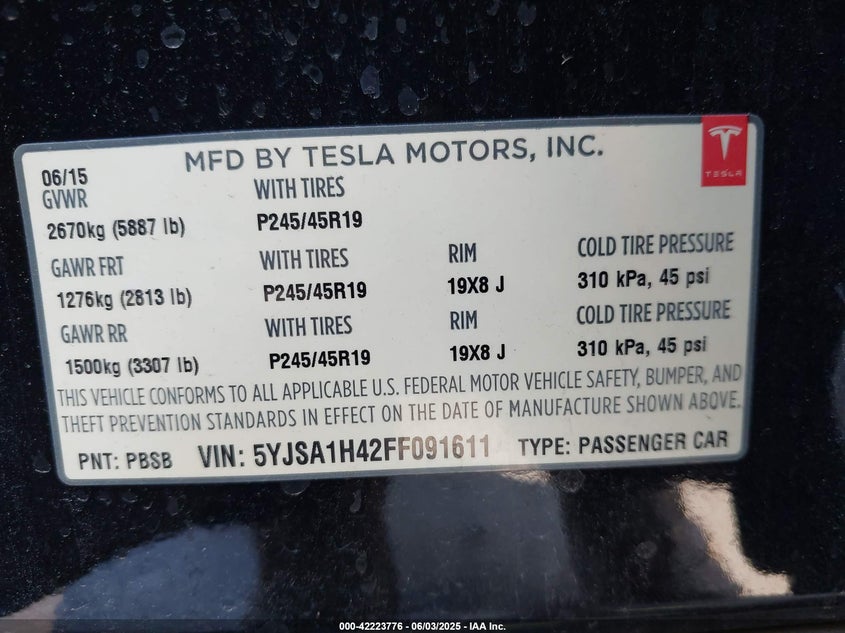 MFD BY TESLA MOTORS, INC.
TESLA
06/15
GVWR WITH TIRES
2670kg (5887 lb) P245/45R19
GAWR FRT WITH TIRES RIM COLD TIRE PRESSURE
1276kg (2813 lb) P245/45R19 19X8 J 310 kPa, 45 psi
GAWR RR WITH TIRES RIM COLD TIRE PRESSURE
1500kg (3307 lb) P245/45R19 19X8 J 310 kPa, 45 psi
THIS VEHICLE CONFORMS TO ALL APPLICABLE U.S. FEDERAL MOTOR VEHICLE SAFETY, BUMPER, AND
THEFT PREVENTION STANDARDS IN EFFECT ON THE DATE OF MANUFACTURE SHOWN ABOVE.
PNT: PBSB VIN: 5YJSA1H42FF091611 TYPE: PASSENGER CAR
000-42223776 - 06/03/2025 - IAA Inc.